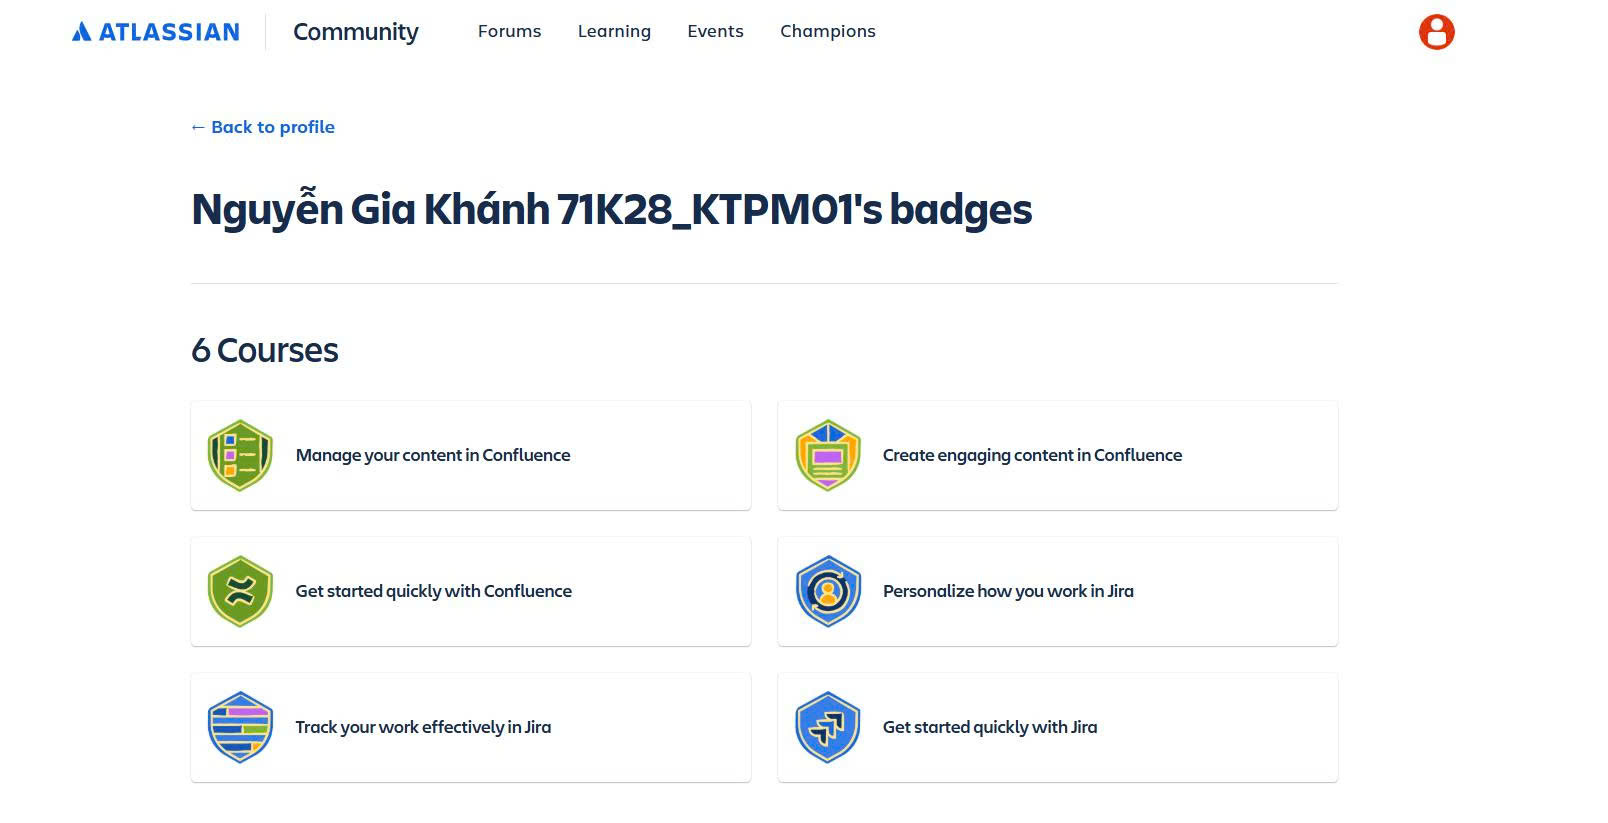 ATLASSIAN Community Forums Learning Events Champions
← Back to profile
Nguyễn Gia Khánh 71K28_KTPM01's badges
6 Courses
Manage your content in Confluence
Create engaging content in Confluence
Get started quickly with Confluence
Personalize how you work in Jira
Track your work effectively in Jira
Get started quickly with Jira